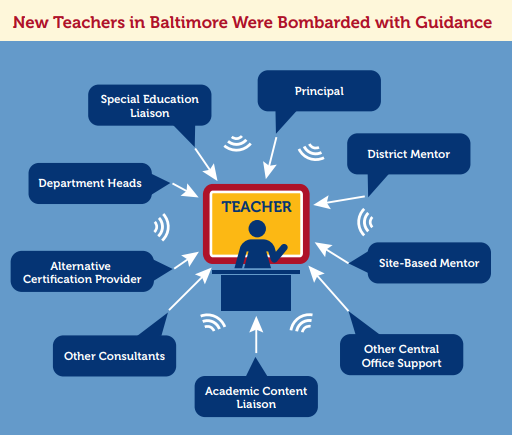 New Teachers in Baltimore Were Bombarded with Guidance
Principal
Special Education
Liaison
District Mentor
Department Heads
TEACHER
Alternative
Certification Provider
Site-Based Mentor
Other Consultants
Other Central
Office Support
Academic Content
Liaison